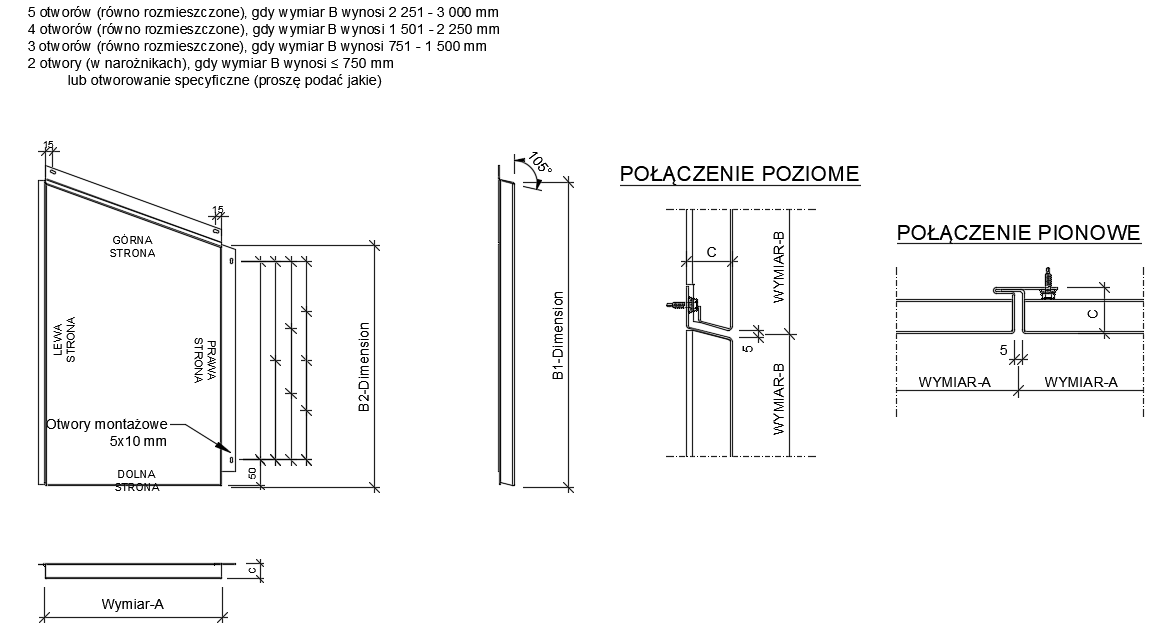 5 otworów (równo rozmieszczone), gdy wymiar B wynosi 2 251 - 3 000 mm
4 otworów (równo rozmieszczone), gdy wymiar B wynosi 1 501 - 2 250 mm
3 otworów (równo rozmieszczone), gdy wymiar B wynosi 751 - 1 500 mm
2 otwory (w narożnikach), gdy wymiar B wynosi ≤ 750 mm
lub otworowanie specyficzne (proszę podać jakie)
15
15
GÓRNA
STRONA
LEWA
STRONA
PRAWA
STRONA
Otwory montażowe
5x10 mm
DOLNA
STRONA
50
B2-Dimension
105°
B1-Dimension
C
Wymiar-A
POŁĄCZENIE POZIOME
C
WYMIAR-B
5
WYMIAR-B
POŁĄCZENIE PIONOWE
C
5
WYMIAR-A
WYMIAR-A